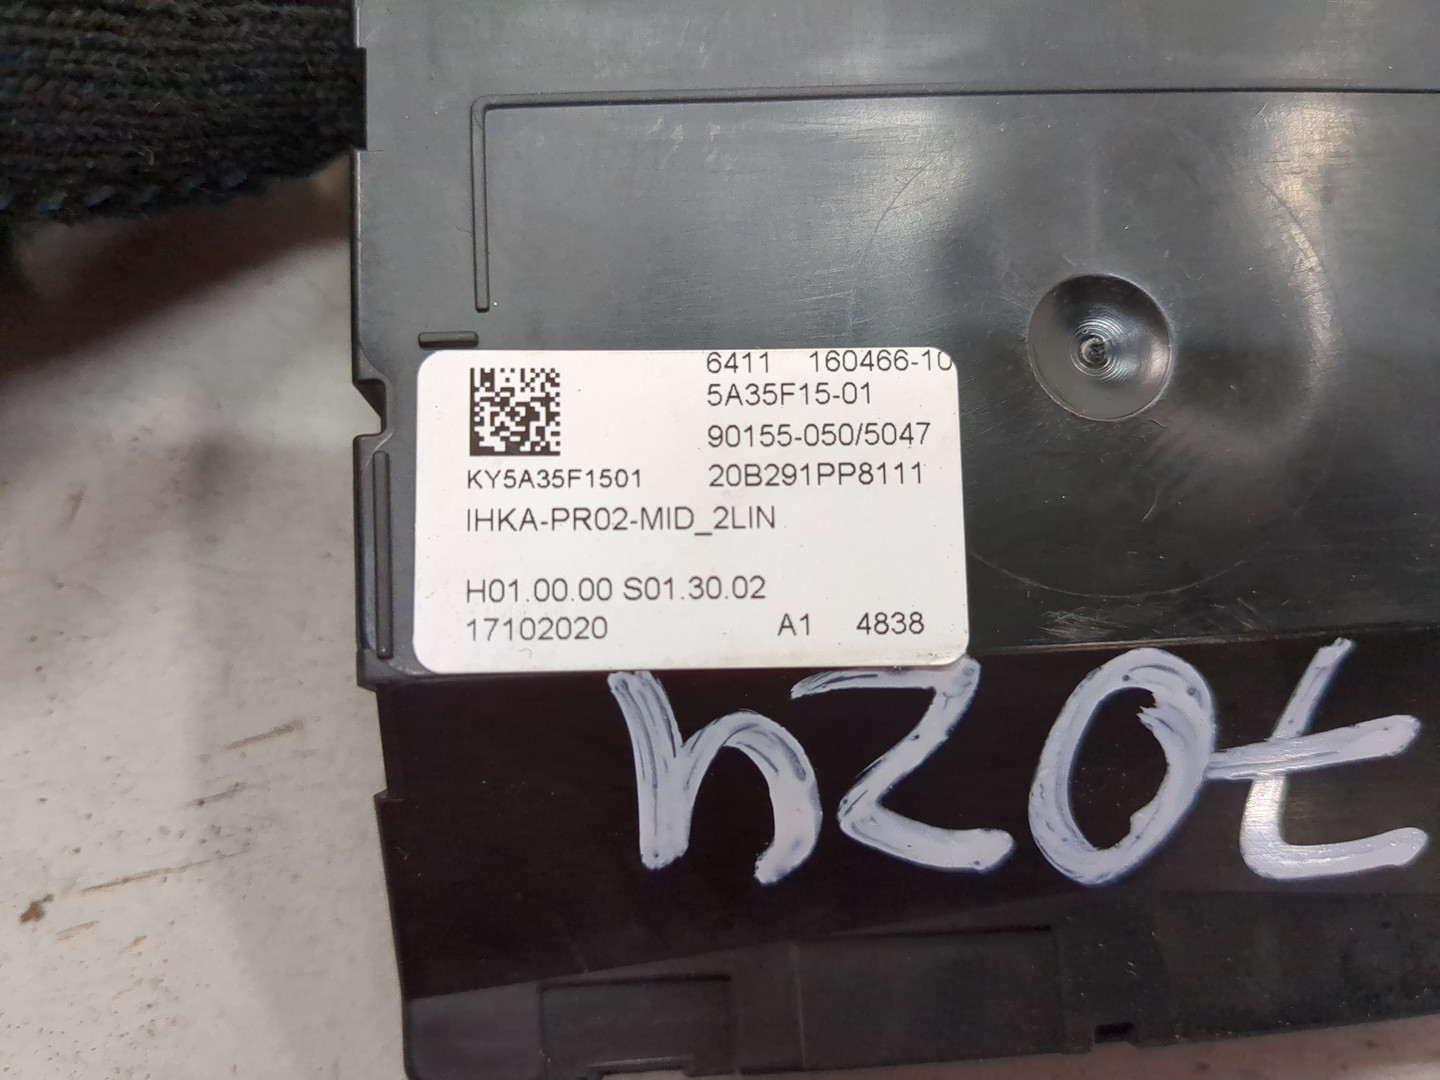 6411 160466-10
5A35F15-01
90155-050/5047
KY5A35F1501 20B291PP8111
IHKA-PR02-MID_2LIN
H01.00.00 S01.30.02
17102020 A1 4838